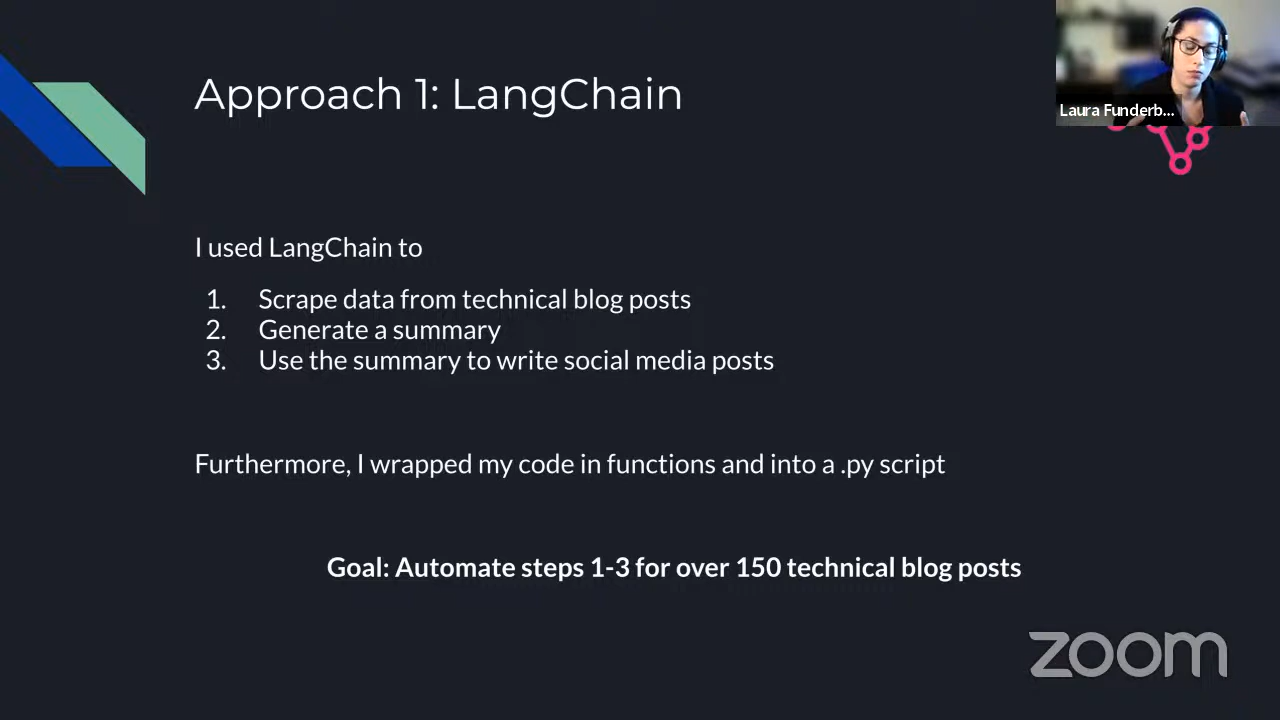 Approach 1: LangChain
Laura Funderb...
I used LangChain to
1. Scrape data from technical blog posts
2. Generate a summary
3. Use the summary to write social media posts
Furthermore, I wrapped my code in functions and into a .py script
Goal: Automate steps 1-3 for over 150 technical blog posts
zoom